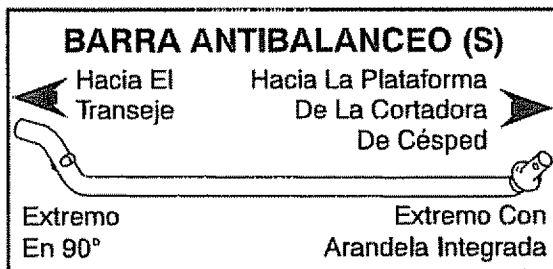 BARRA ANTIBALANCEO (S)
Hacia El
Transeje
Hacia La Plataforma
De La Cortadora
De Césped
Extremo
En 90°
Extremo Con
Arandela Integrada